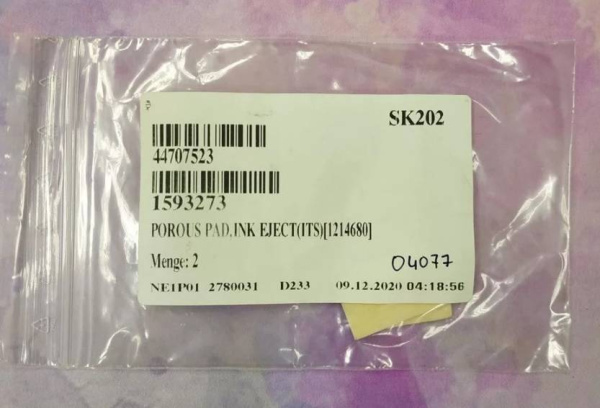 SK202
44707523
1593273
POROUS PAD,INK EJECT(ITS)[1214680]
Menge: 2
04077
NE1P01 2780031 D233 09.12.2020 04:18:56